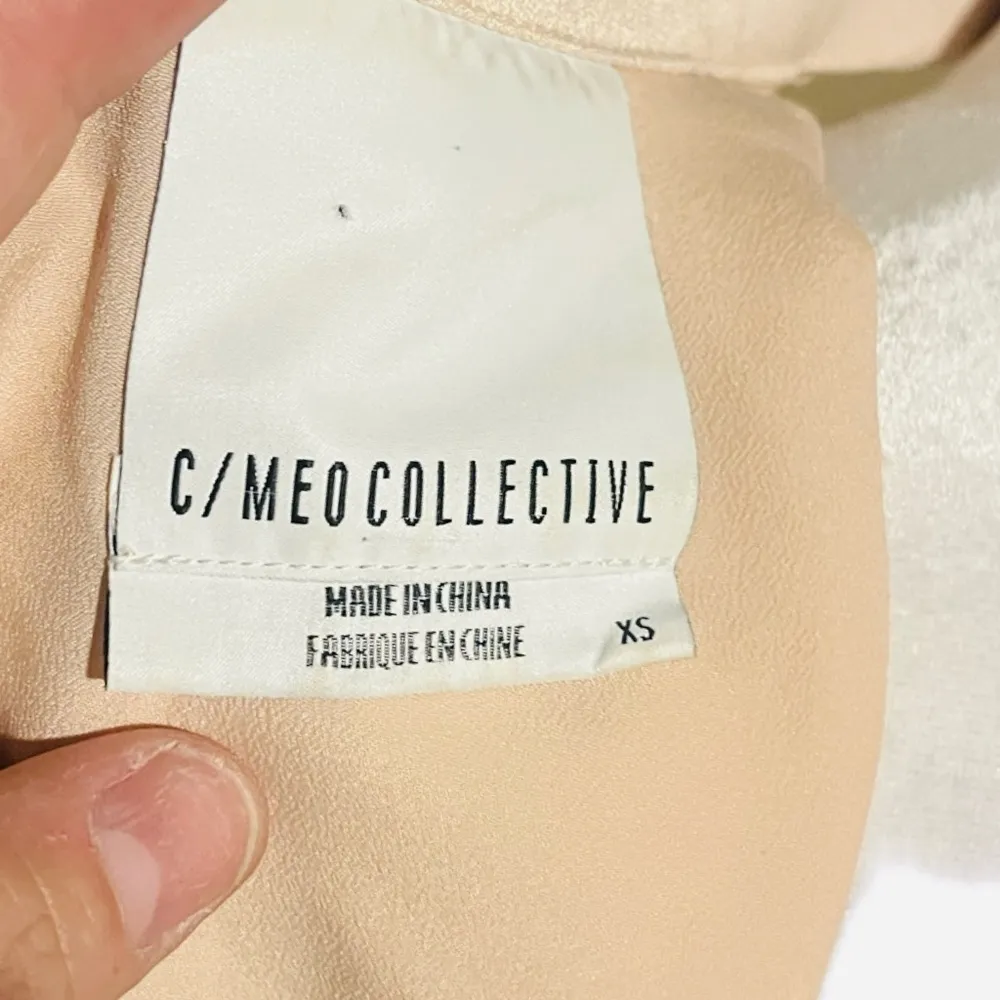 C/MEO COLLECTIVE
MADE IN CHINA
FABRIQUE EN CHINE
XS